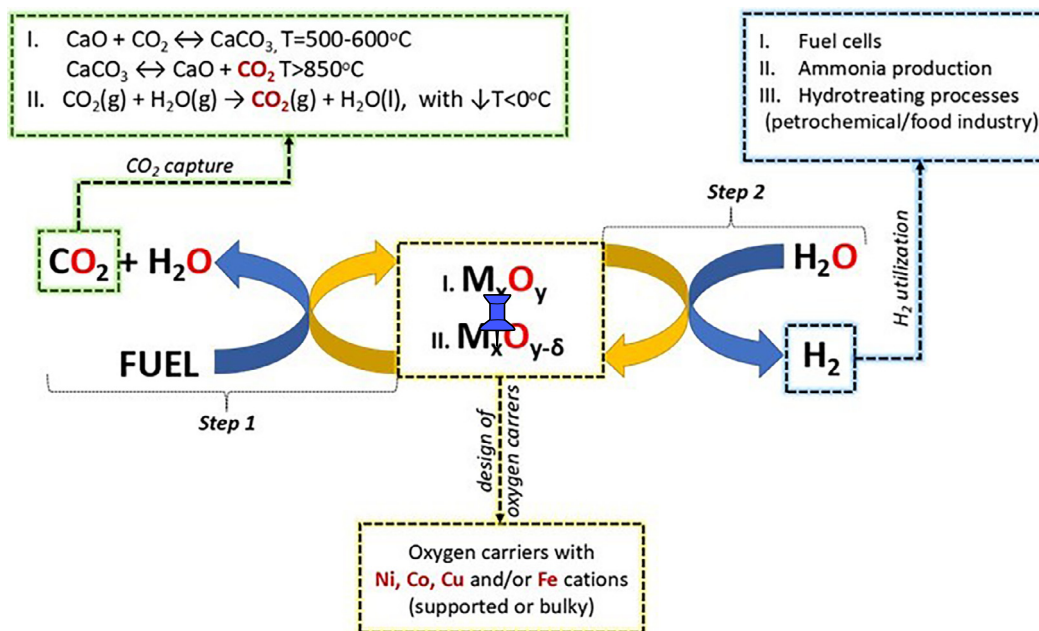 I. CaO + CO₂ ↔ CaCO₃, T=500-600°C
CaCO₃ ↔ CaO + CO₂ T>850°C
II. CO₂(g) + H₂O(g) → CO₂(g) + H₂O(l), with ↓T<0°C
I. Fuel cells
II. Ammonia production
III. Hydrotreating processes
(petrochemical/food industry)
CO₂ capture
Step 2
CO₂ + H₂O
I. MₓOᵧ
H₂O
H₂ utilization
FUEL
II. MₓOᵧ₋δ
H₂
Step 1
design of
oxygen carrers
Oxygen carriers with
Ni, Co, Cu and/or Fe cations
(supported or bulky)